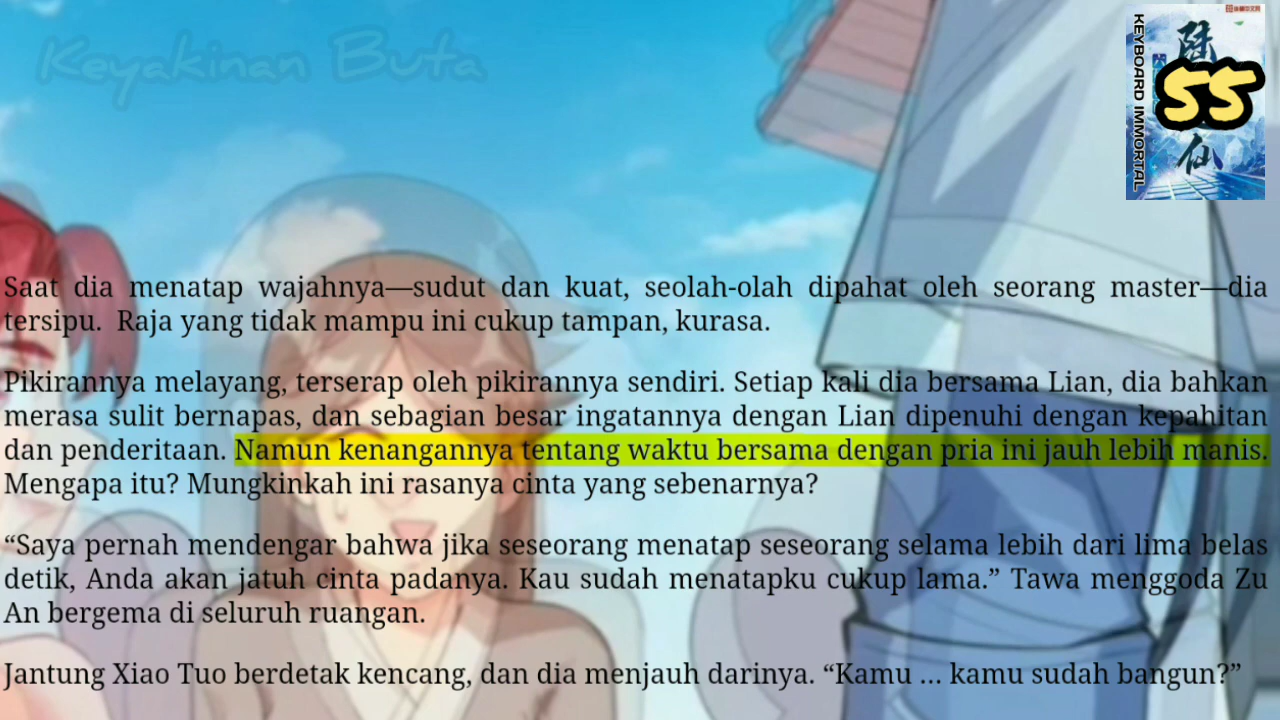 Keyakinan Buta
KEYBOARD IMMORTAL
陆
仙
55
Saat dia menatap wajahnya—sudut dan kuat, seolah-olah dipahat oleh seorang master—dia
tersipu. Raja yang tidak mampu ini cukup tampan, kurasa.
Pikirannya melayang, terserap oleh pikirannya sendiri. Setiap kali dia bersama Lian, dia bahkan
merasa sulit bernapas, dan sebagian besar ingatannya dengan Lian dipenuhi dengan kepahitan
dan penderitaan. Namun kenangannya tentang waktu bersama dengan pria ini jauh lebih manis.
Mengapa itu? Mungkinkah ini rasanya cinta yang sebenarnya?
“Saya pernah mendengar bahwa jika seseorang menatap seseorang selama lebih dari lima belas
detik, Anda akan jatuh cinta padanya. Kau sudah menatapku cukup lama.” Tawa menggoda Zu
An bergema di seluruh ruangan.
Jantung Xiao Tuo berdetak kencang, dan dia menjauh darinya. “Kamu ... kamu sudah bangun?”